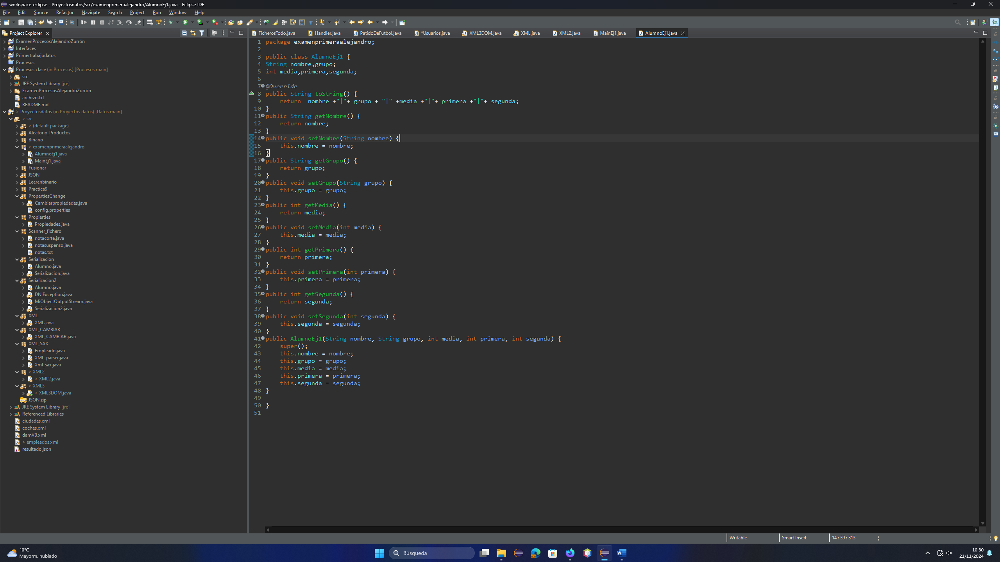 workspace-eclipse - Proyectosdatos/src/examenprimeraalejandro/AlumnoEj1.java - Eclipse IDE
File Edit Source Refactor Navigate Search Project Run Window Help
Project Explorer
ExamenProcesosAlejandroZurrón
Interfaces
Primertrabajodatos
Procesos
Procesos clase (in Procesos) [Procesos main]
src
JRE System Library [jre]
ExamenProcesosAlejandroZurrón
archivo.txt
README.md
> Proyectosdatos (in Proyectos datos) [Datos main]
> src
> (default package)
Aleatorio_Productos
Binario
> examenprimeraalejandro
AlumnoEj1.java
MainEj1.java
Fusionar
JSON
Leerenbinario
Practica9
PropertiesChange
Cambiarpropiedades.java
config.properties
Propierties
Propiedades.java
Scanner_fichero
notacorte.java
notasuspenso.java
notas.txt
Serializacion
Alumno.java
Serializacion.java
Serializacion2
Alumno.java
DNIException.java
MiObjectOutputStream.java
Serializacion2.java
XML
XML.java
XML_CAMBIAR
XML_CAMBIAR.java
XML_SAX
Empleado.java
XML_parser.java
Xml_sax.java
> XML2
> XML2.java
> XML3
> XML3DOM.java
JSON.zip
JRE System Library [jre]
Referenced Libraries
ciudades.xml
coches.xml
damVB.xml
> empleados.xml
resultado.json
FicherosTodo.java Handler.java PatidoDeFutbol.java *Usuarios.java XML3DOM.java XML.java XML2.java MainEj1.java AlumnoEj1.java
1 package examenprimeraalejandro;
2
3 public class AlumnoEj1 {
4 String nombre,grupo;
5 int media,primera,segunda;
6
7 @Override
8 public String toString() {
9 return  nombre +"|"+ grupo + "|" +media +"|"+ primera +"|"+ segunda;
10 }
11 public String getNombre() {
12 return nombre;
13 }
14 public void setNombre(String nombre) {
15 this.nombre = nombre;
16 }
17 public String getGrupo() {
18 return grupo;
19 }
20 public void setGrupo(String grupo) {
21 this.grupo = grupo;
22 }
23 public int getMedia() {
24 return media;
25 }
26 public void setMedia(int media) {
27 this.media = media;
28 }
29 public int getPrimera() {
30 return primera;
31 }
32 public void setPrimera(int primera) {
33 this.primera = primera;
34 }
35 public int getSegunda() {
36 return segunda;
37 }
38 public void setSegunda(int segunda) {
39 this.segunda = segunda;
40 }
41 public AlumnoEj1(String nombre, String grupo, int media, int primera, int segunda) {
42 super();
43 this.nombre = nombre;
44 this.grupo = grupo;
45 this.media = media;
46 this.primera = primera;
47 this.segunda = segunda;
48 }
49
50 }
51
Writable Smart Insert 14 : 39 : 313
10°C
Mayorm. nublado
Búsqueda
10:30
21/11/2024